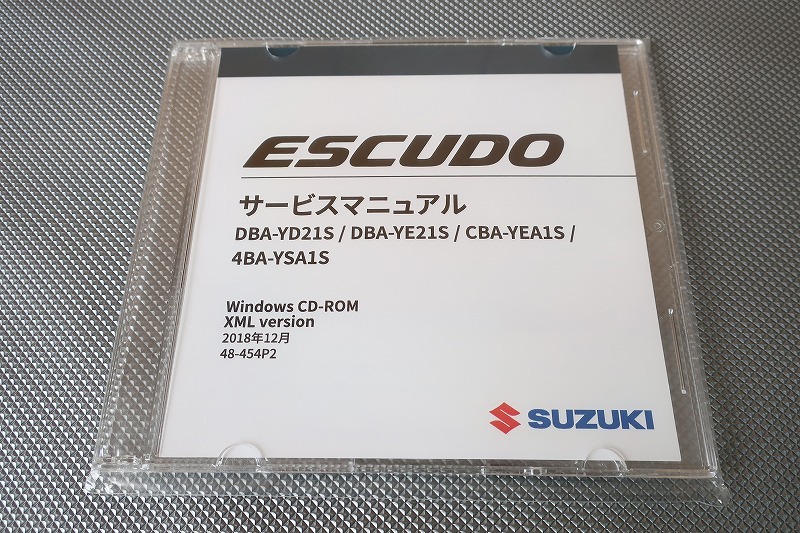 ESCUDO
サービスマニュアル
DBA-YD21S / DBA-YE21S / CBA-YEA1S /
4BA-YSA1S
Windows CD-ROM
XML version
2018年12月
48-454P2
SUZUKI